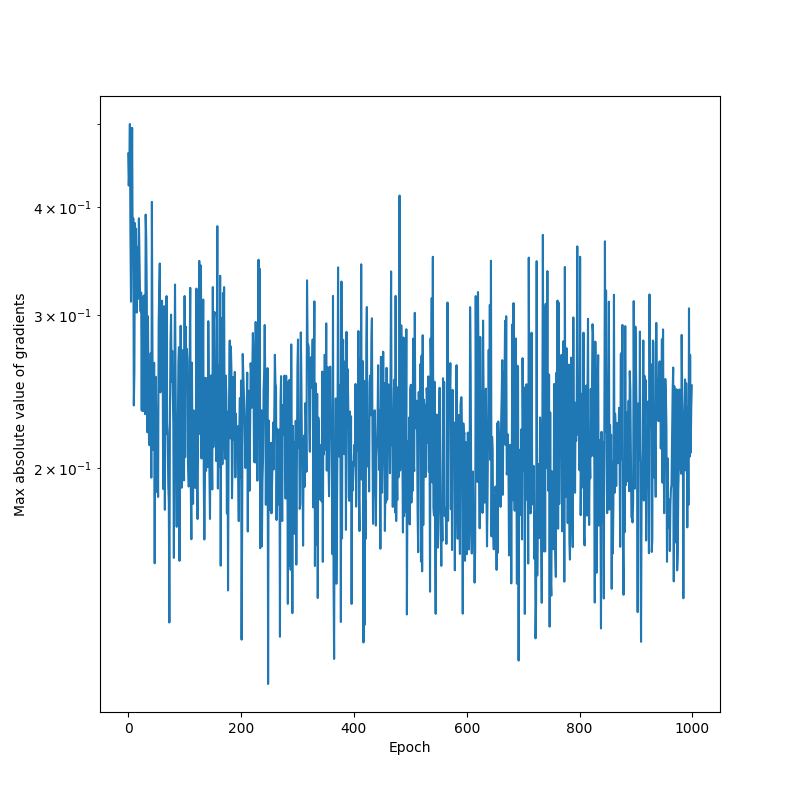 Max absolute value of gradients
4 × 10⁻¹
3 × 10⁻¹
2 × 10⁻¹
0 200 400 600 800 1000
Epoch